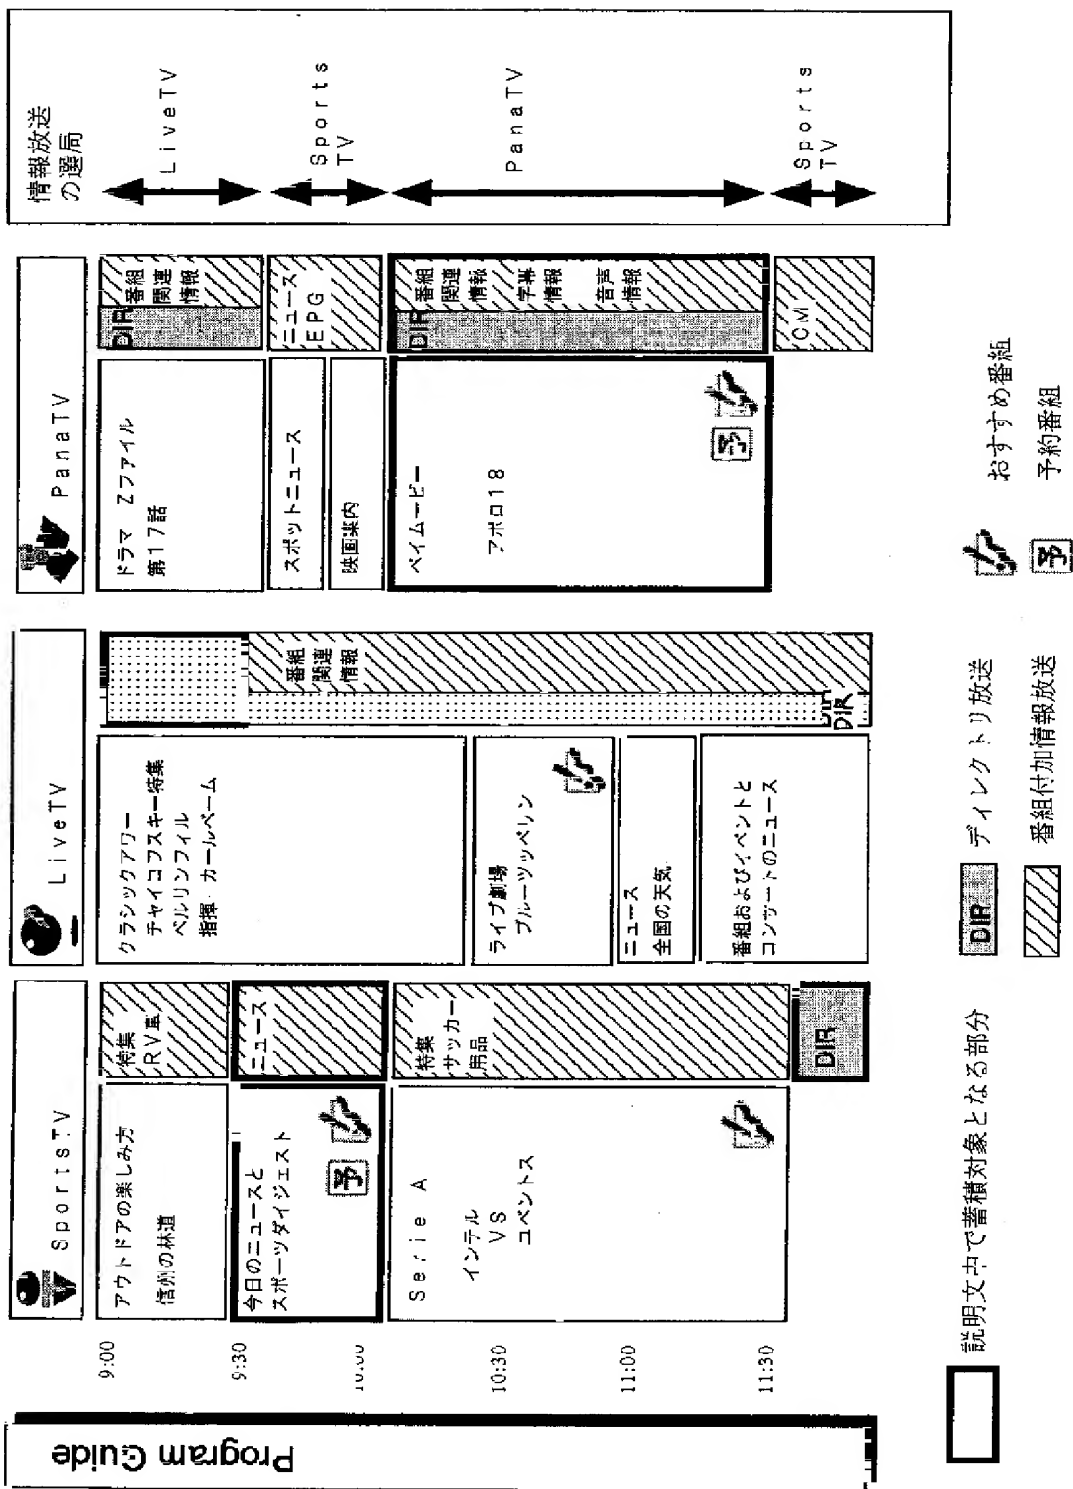 Program Guide
9:00
9:30
10:00
10:30
11:00
11:30
SportsTV
アウトドアの楽しみ方
信州の林道
特集
RV車
今日のニュースと
スポーツダイジェスト
予
ニュース
Serie A
インテル
VS
ユベントス
特集
サッカー
用品
DIR
LiveTV
クラシックアワー
チャイコフスキー特集
ベルリンフィル
指揮 カールベーム
ライブ劇場
ブルーツッペリン
ニュース
全国の天気
番組およびイベントと
コンサートのニュース
番組
関連
情報
DIR
DIR
PanaTV
ドラマ Zファイル
第17話
DIR
番組
関連
情報
スポットニュース
映画案内
ニュース
EPG
ペイムービー
アポロ18
予
DIR
番組
関連
情報
字幕
情報
音声
情報
CM
情報放送
の選局
LiveTV
Sports
TV
PanaTV
Sports
TV
説明文中で蓄積対象となる部分
DIR
ディレクトリ放送
番組付加情報放送
おすすめ番組
予
予約番組